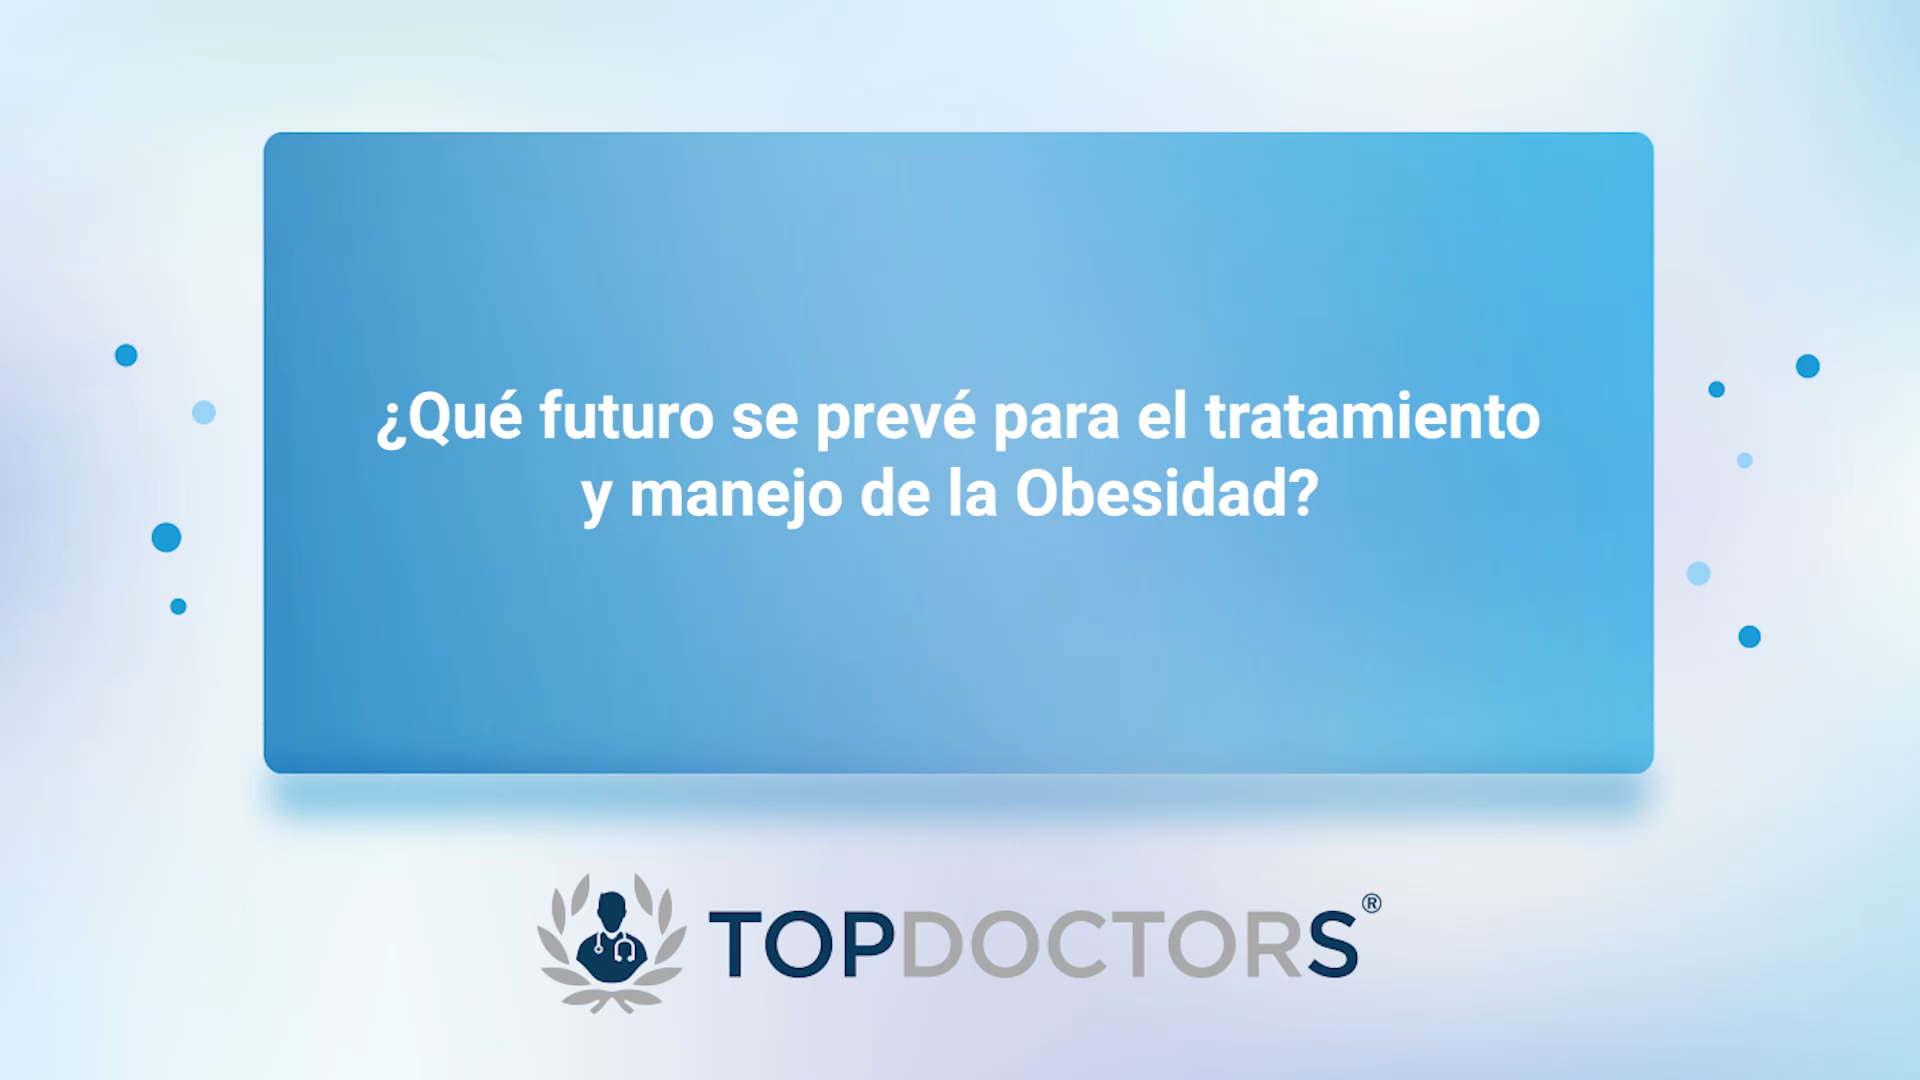 ¿Qué futuro se prevé para el tratamiento
y manejo de la Obesidad?
TOPDOCTORS®